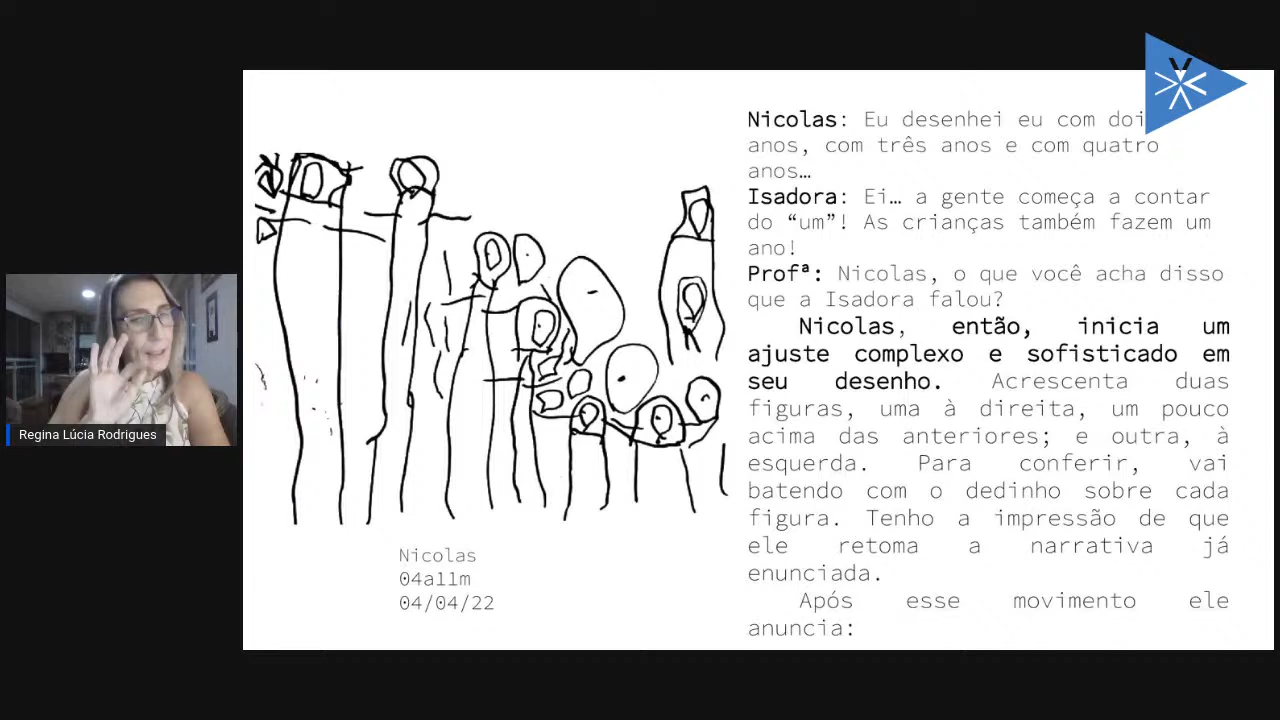 Nicolas: Eu desenhei eu com doi
anos, com três anos e com quatro
anos…
Isadora: Ei… a gente começa a contar
do “um”! As crianças também fazem um
ano!
Profª: Nicolas, o que você acha disso
que a Isadora falou?
Nicolas, então, inicia um
ajuste complexo e sofisticado em
seu desenho. Acrescenta duas
figuras, uma à direita, um pouco
acima das anteriores; e outra, à
esquerda. Para conferir, vai
batendo com o dedinho sobre cada
figura. Tenho a impressão de que
ele retoma a narrativa já
enunciada.
Após esse movimento ele
anuncia:
Nicolas
04a11m
04/04/22
Regina Lúcia Rodrigues